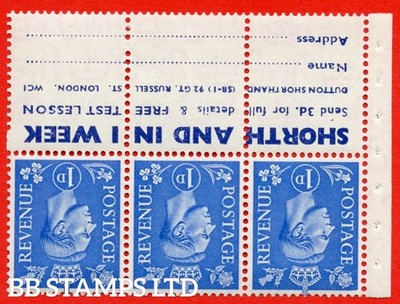 SHORTHAND IN 1 WEEK
Send 3d. for full details & FREE TEST LESSON
DUTTON SHORTHAND (SB-1) 92 GT. RUSSELL ST. LONDON, WC1
Name
Address
POSTAGE 1D REVENUE
POSTAGE 1D REVENUE
POSTAGE 1D REVENUE
BB STAMPS LTD